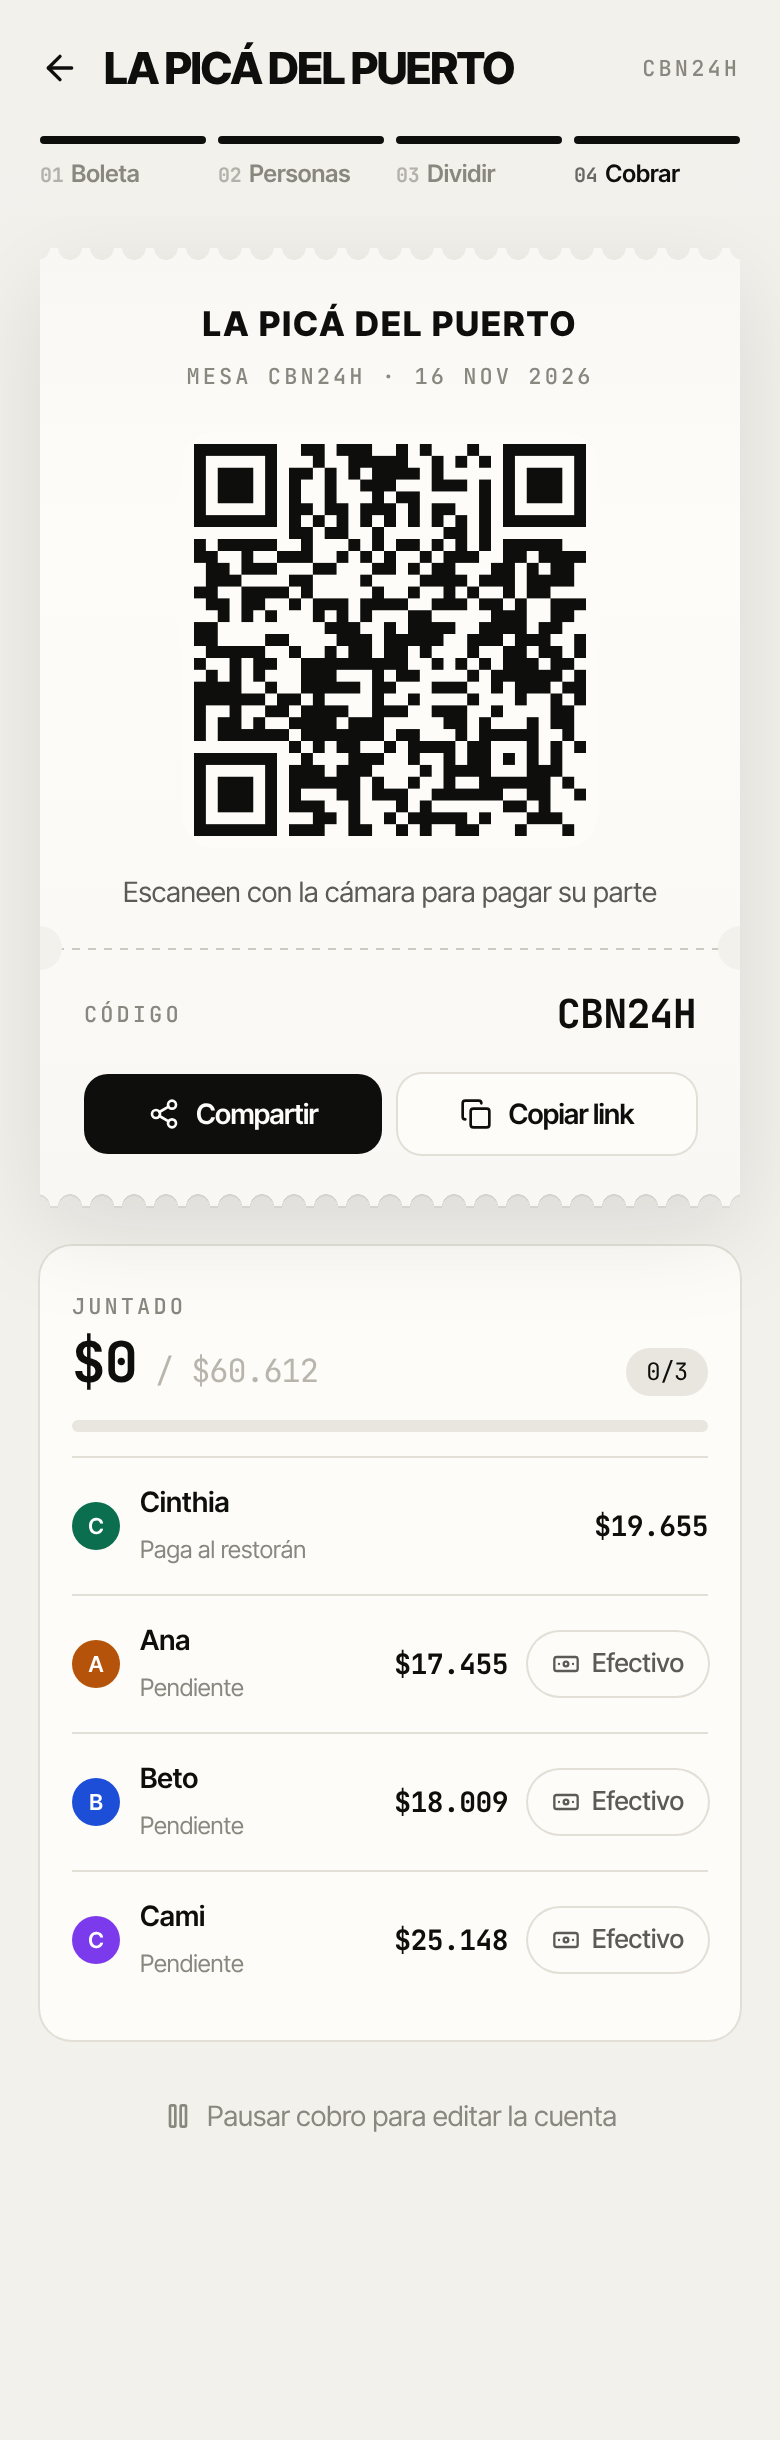 LA PICÁ DEL PUERTO
CBN24H
01 Boleta
02 Personas
03 Dividir
04 Cobrar
LA PICÁ DEL PUERTO
MESA CBN24H · 16 NOV 2026
Escaneen con la cámara para pagar su parte
CÓDIGO
CBN24H
Compartir
Copiar link
JUNTADO
$0 / $60.612
0/3
C
Cinthia
Paga al restorán
$19.655
A
Ana
Pendiente
$17.455
Efectivo
B
Beto
Pendiente
$18.009
Efectivo
C
Cami
Pendiente
$25.148
Efectivo
Pausar cobro para editar la cuenta